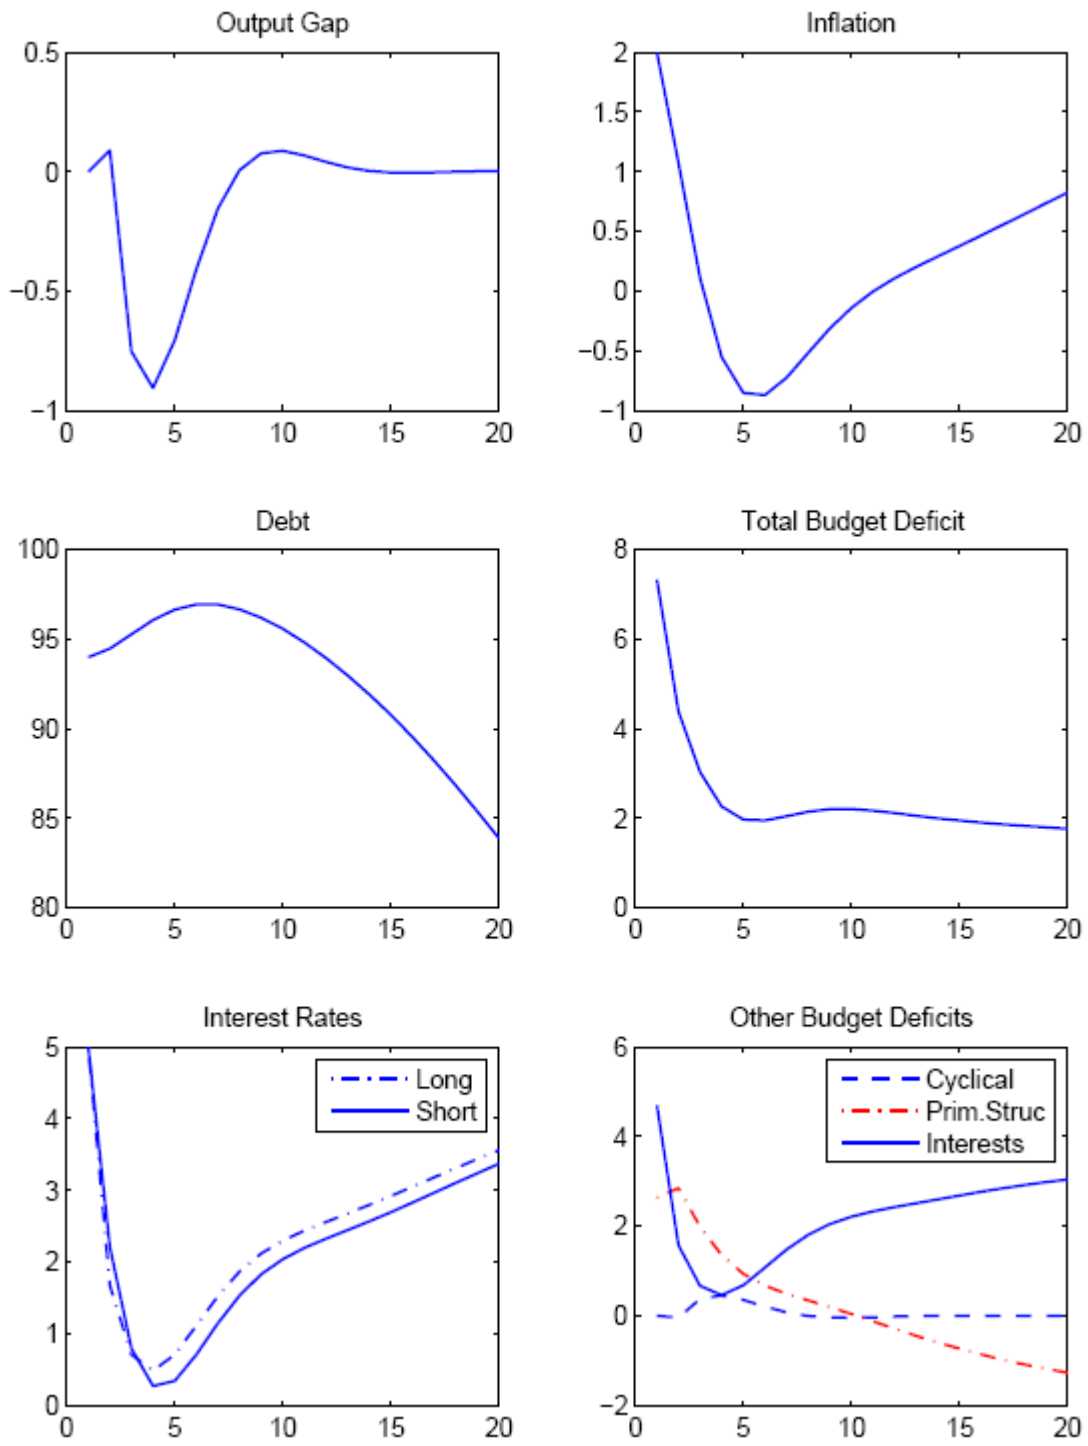 Output Gap
0.5
0
−0.5
−1
0 5 10 15 20
Inflation
2
1.5
1
0.5
0
−0.5
−1
0 5 10 15 20
Debt
100
95
90
85
80
0 5 10 15 20
Total Budget Deficit
8
6
4
2
0
0 5 10 15 20
Interest Rates
5
4
3
2
1
0
0 5 10 15 20
Long
Short
Other Budget Deficits
6
4
2
0
−2
0 5 10 15 20
Cyclical
Prim.Struc
Interests